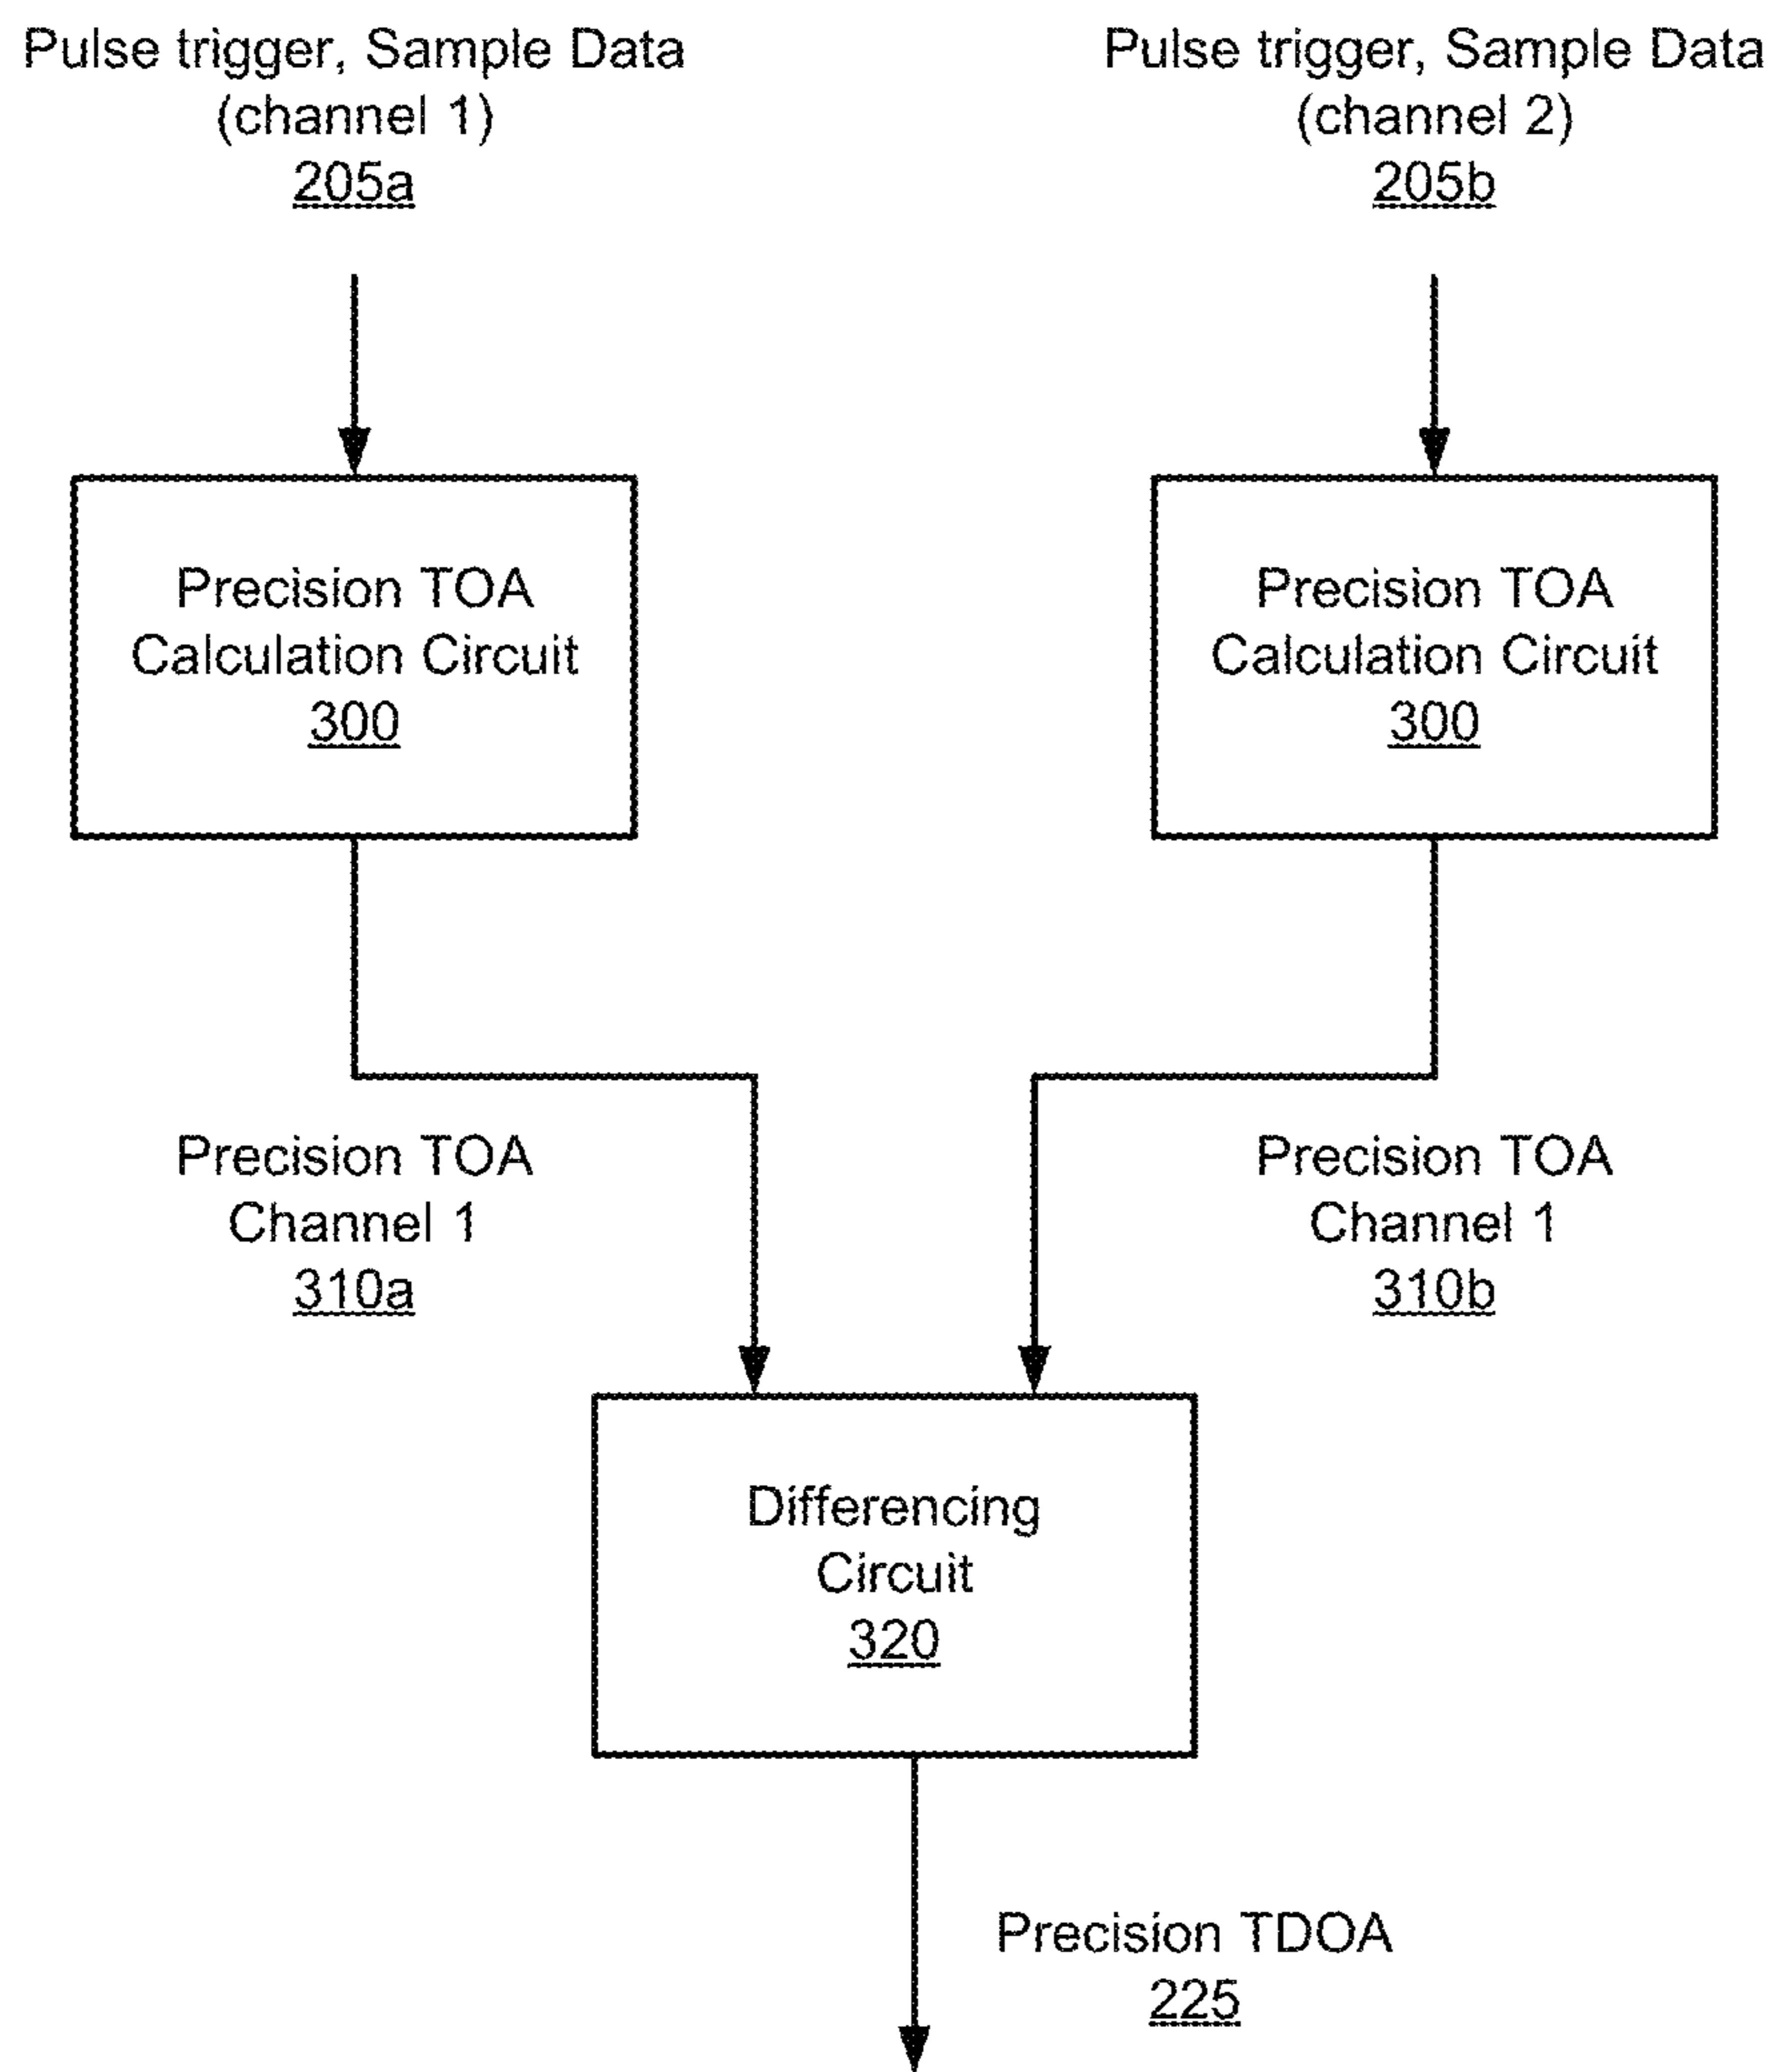 Pulse trigger, Sample Data
(channel 1)
205a
Pulse trigger, Sample Data
(channel 2)
205b
Precision TOA
Calculation Circuit
300
Precision TOA
Calculation Circuit
300
Precision TOA
Channel 1
310a
Precision TOA
Channel 1
310b
Differencing
Circuit
320
Precision TDOA
225